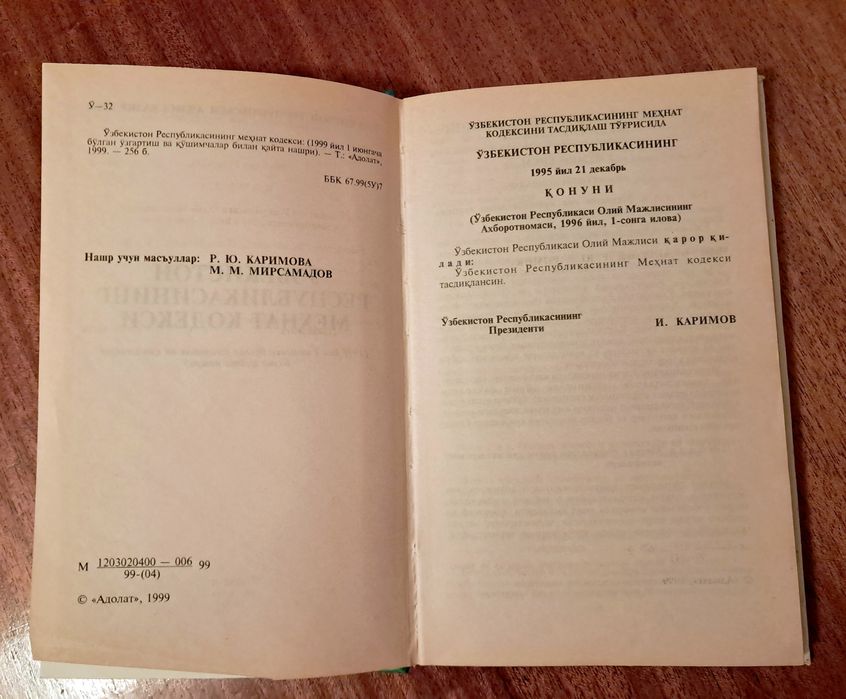 Ў—32
Ўзбекистон Республикасининг меҳнат кодекси: (1999 йил 1 июнгача
бўлган ўзгартиш ва қўшимчалар билан қайта нашри). — Т.: «Адолат»,
1999. — 256 б.
ББК 67.99(5У)7
Нашр учун масъуллар: Р. Ю. КАРИМОВА
М. М. МИРСАМАДОВ
М 1203020400 — 006 99
99-(04)
© «Адолат», 1999
ЎЗБЕКИСТОН РЕСПУБЛИКАСИНИНГ МЕҲНАТ
КОДЕКСИНИ ТАСДИҚЛАШ ТЎҒРИСИДА
ЎЗБЕКИСТОН РЕСПУБЛИКАСИНИНГ
1995 йил 21 декабрь
ҚОНУНИ
(Ўзбекистон Республикаси Олий Мажлисининг
Ахборотномаси, 1996 йил, 1-сонга илова)
Ўзбекистон Республикаси Олий Мажлиси қарор қи-
лади:
Ўзбекистон Республикасининг Меҳнат кодекси
тасдиқлансин.
Ўзбекистон Республикасининг
Президенти И. КАРИМОВ